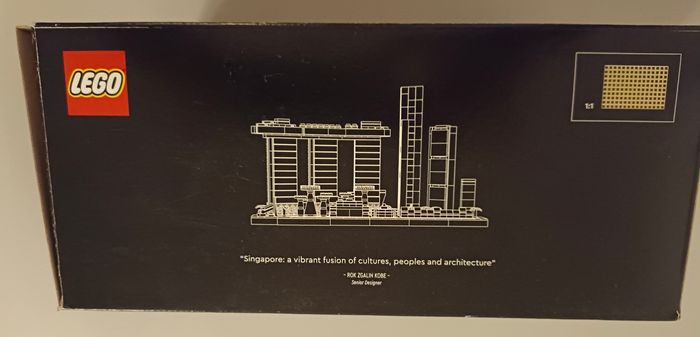 LEGO
1:1
"Singapore: a vibrant fusion of cultures, peoples and architecture"
- ROK ZGALIN KOBE -
Senior Designer